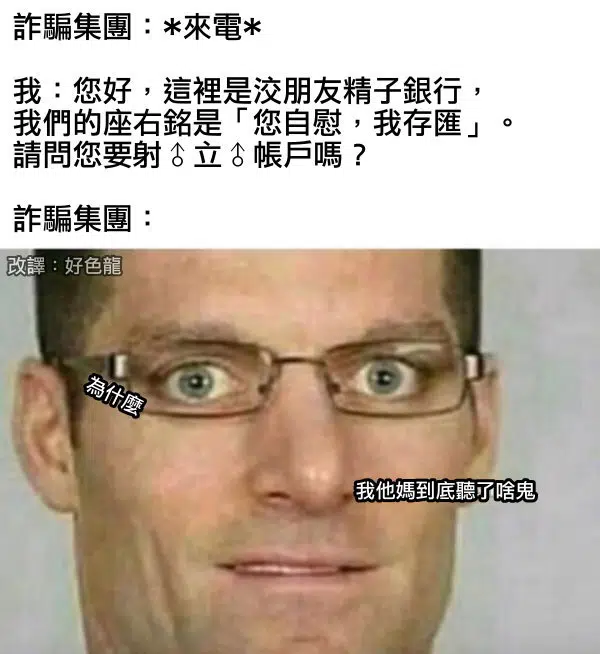 詐騙集團：*來電*
我：您好，這裡是洨朋友精子銀行，
我們的座右銘是「您自慰，我存匯」。
請問您要射♂立♂帳戶嗎？
詐騙集團：
改譯：好色龍
為什麼
我他媽到底聽了啥鬼